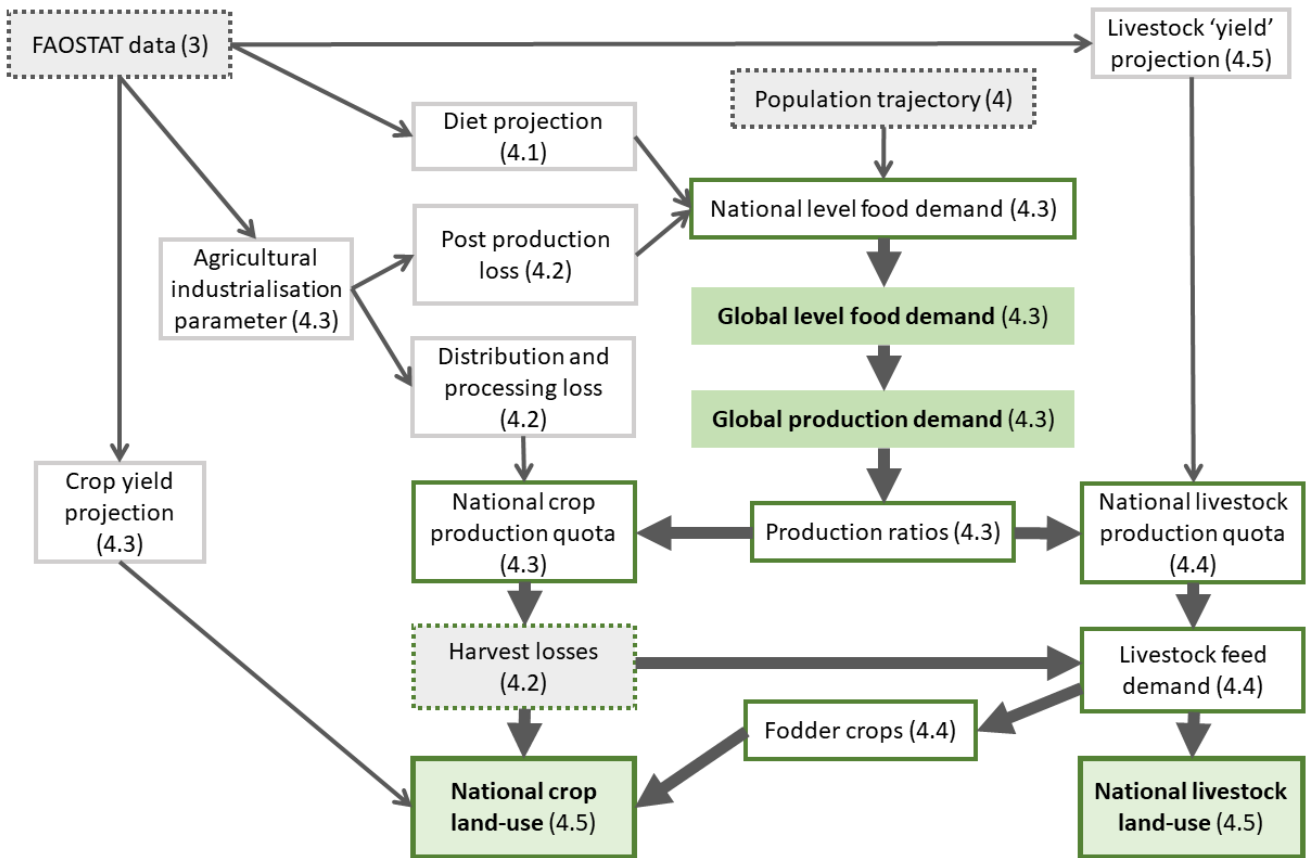 FAOSTAT data (3)
Livestock ‘yield’
projection (4.5)
Population trajectory (4)
Diet projection
(4.1)
National level food demand (4.3)
Post production
loss (4.2)
Agricultural
industrialisation
parameter (4.3)
Global level food demand (4.3)
Distribution and
processing loss
(4.2)
Global production demand (4.3)
Crop yield
projection
(4.3)
National crop
production quota
(4.3)
Production ratios (4.3)
National livestock
production quota
(4.4)
Harvest losses
(4.2)
Livestock feed
demand (4.4)
Fodder crops (4.4)
National crop
land-use (4.5)
National livestock
land-use (4.5)